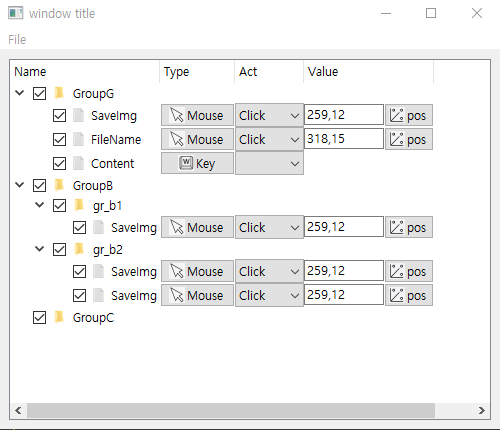 window title
File
Name Type Act Value
GroupG
SaveImg Mouse Click 259,12 pos
FileName Mouse Click 318,15 pos
Content W Key
GroupB
gr_b1
SaveImg Mouse Click 259,12 pos
gr_b2
SaveImg Mouse Click 259,12 pos
SaveImg Mouse Click 259,12 pos
GroupC